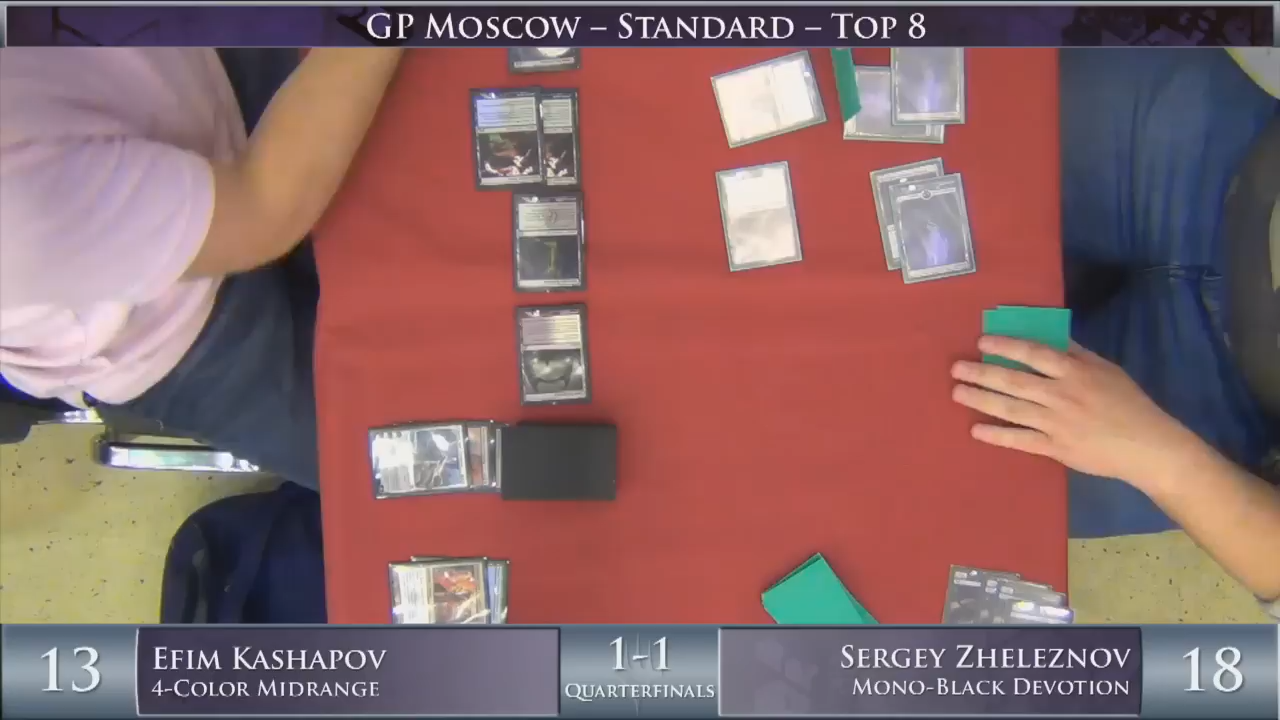 GP Moscow – Standard – Top 8
13
Efim Kashapov
4-Color Midrange
1-1
Quarterfinals
Sergey Zheleznov
Mono-Black Devotion
18